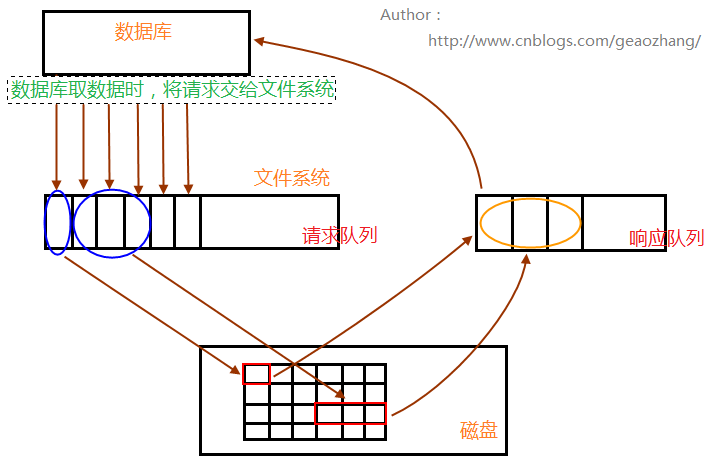 Author :
http://www.cnblogs.com/geaozhang/
数据库
数据库取数据时，将请求交给文件系统
文件系统
请求队列
响应队列
磁盘